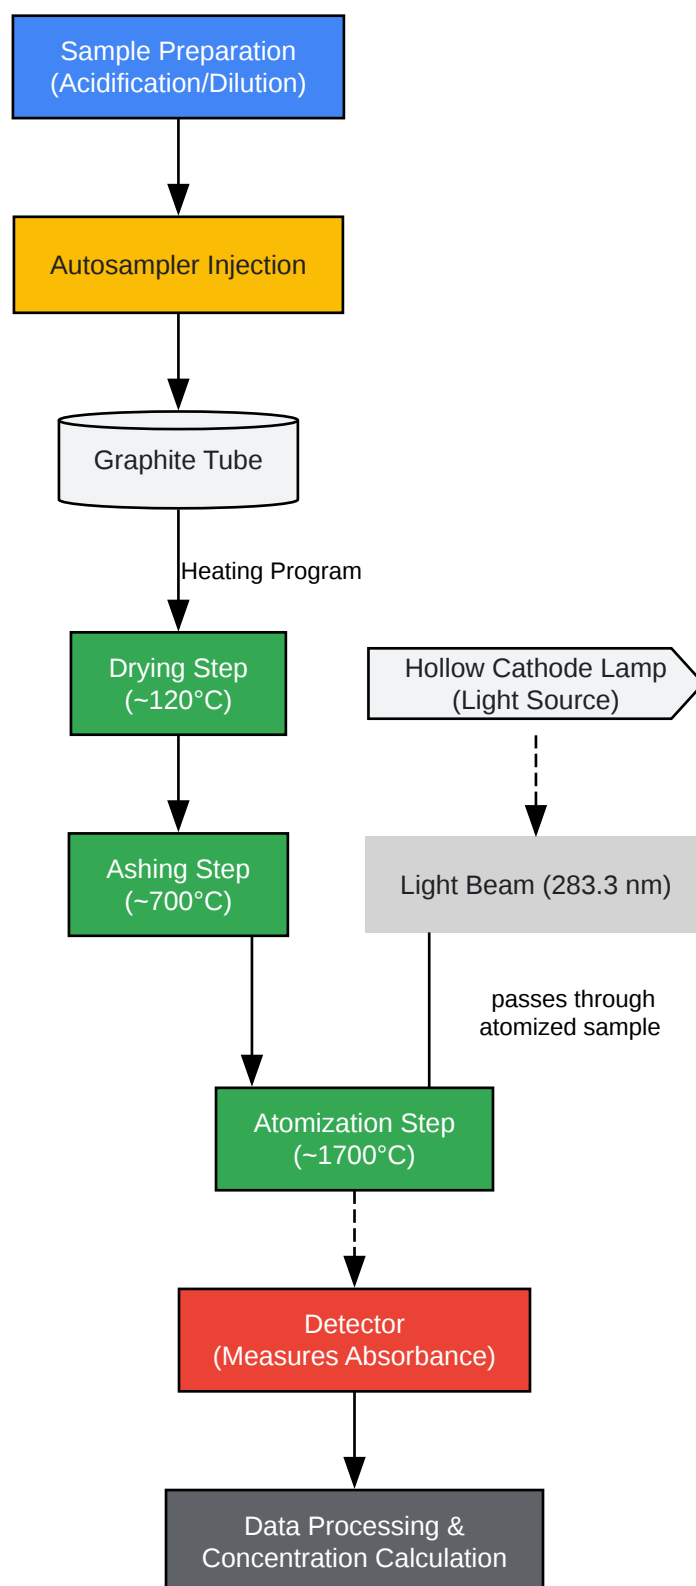 Sample Preparation
(Acidification/Dilution)
Autosampler Injection
Graphite Tube
Heating Program
Drying Step
(~120°C)
Hollow Cathode Lamp
(Light Source)
Ashing Step
(~700°C)
Light Beam (283.3 nm)
passes through
atomized sample
Atomization Step
(~1700°C)
Detector
(Measures Absorbance)
Data Processing &
Concentration Calculation